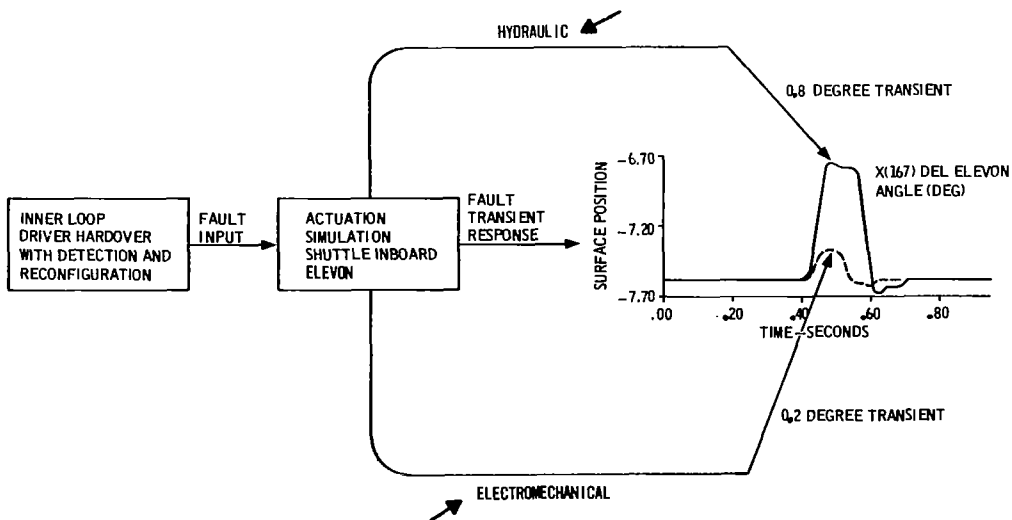 HYDRAULIC
0.8 DEGREE TRANSIENT
INNER LOOP
DRIVER HARDOVER
WITH DETECTION AND
RECONFIGURATION
FAULT
INPUT
ACTUATION
SIMULATION
SHUTTLE INBOARD
ELEVON
FAULT
TRANSIENT
RESPONSE
SURFACE POSITION
-6.70
-7.20
-7.70
X(167) DEL ELEVON
ANGLE (DEG)
.00 .20 .40 .60 .80
TIME-SECONDS
0.2 DEGREE TRANSIENT
ELECTROMECHANICAL